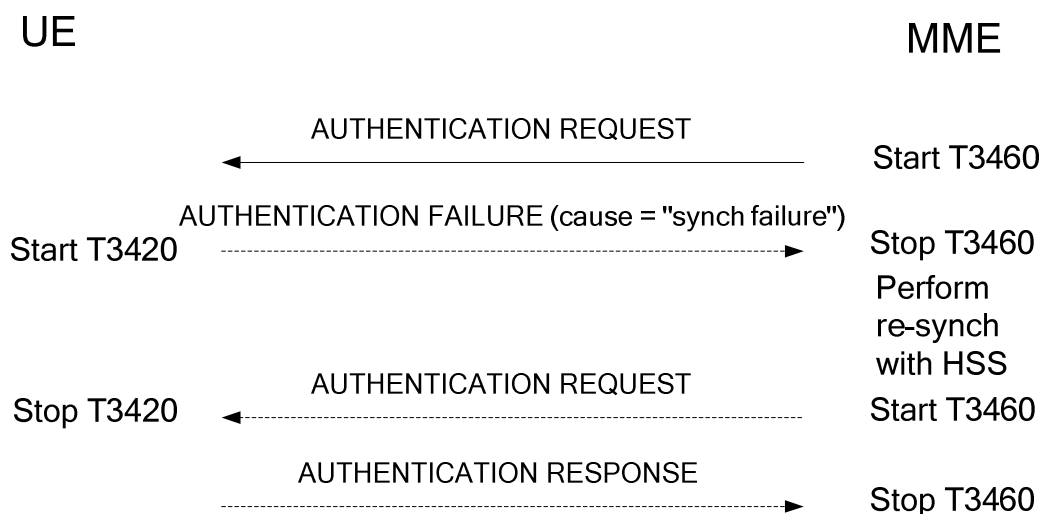 UE
MME
AUTHENTICATION REQUEST
Start T3460
AUTHENTICATION FAILURE (cause = "synch failure")
Start T3420
Stop T3460
Perform
re-synch
with HSS
AUTHENTICATION REQUEST
Stop T3420
Start T3460
AUTHENTICATION RESPONSE
Stop T3460